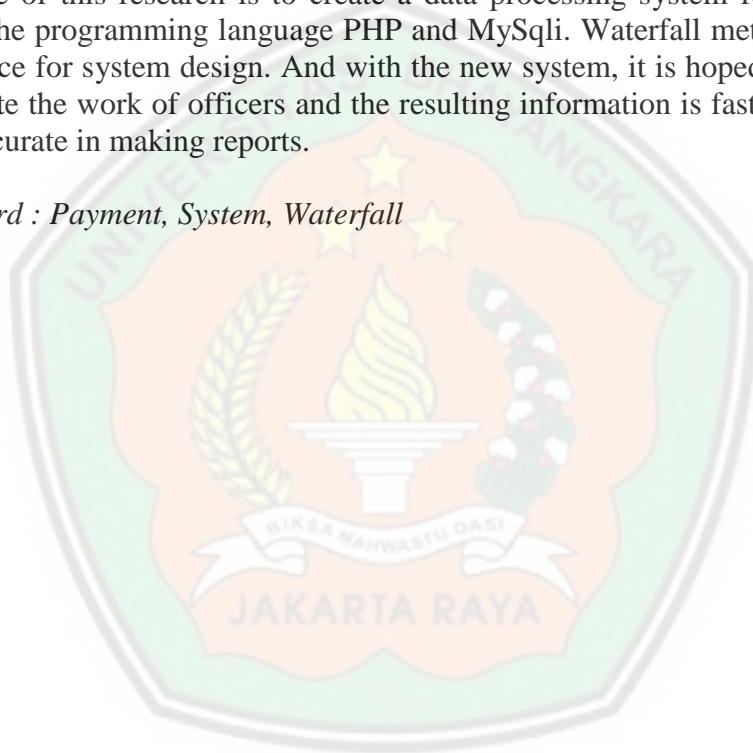 e of this research is to create a data processing system f
he programming language PHP and MySqli. Waterfall met
ce for system design. And with the new system, it is hoped
te the work of officers and the resulting information is fast
curate in making reports.
rd : Payment, System, Waterfall
UNIVERSITAS BHAYANGKARA
BIKSA MAHWASTU DASI
JAKARTA RAYA